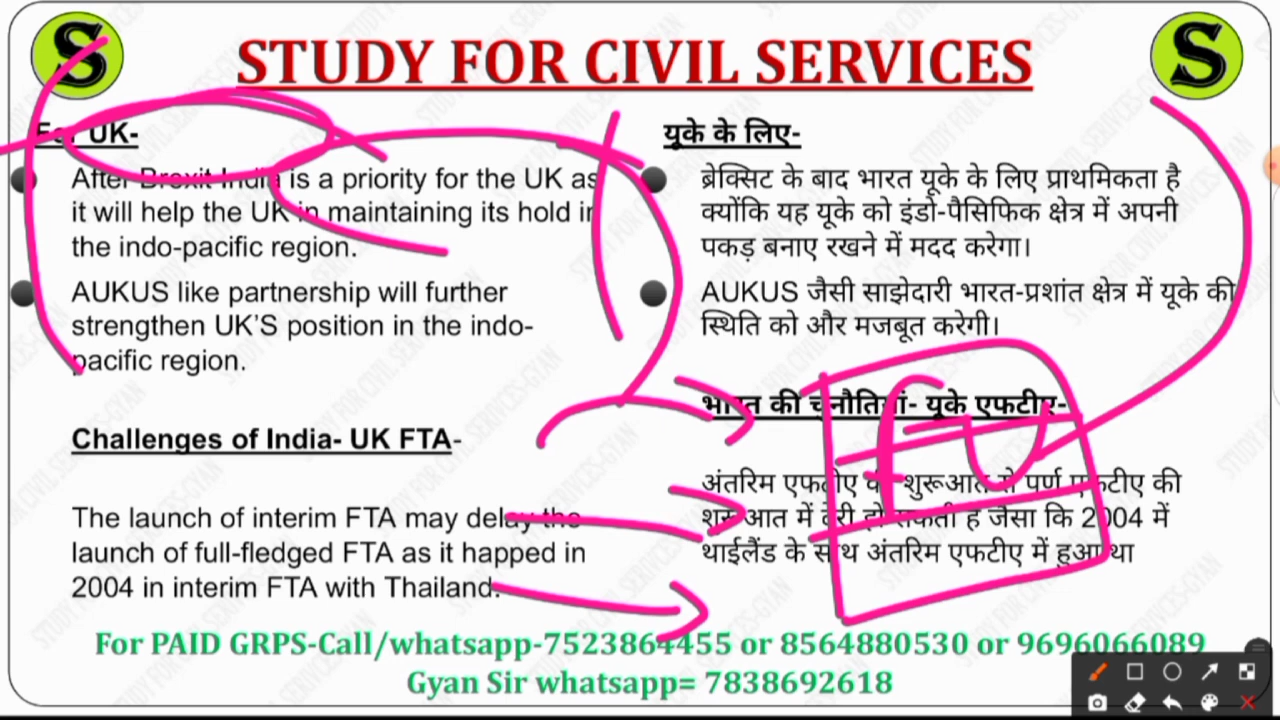 S
STUDY FOR CIVIL SERVICES
S
For UK-
After Brexit India is a priority for the UK as
it will help the UK in maintaining its hold in
the indo-pacific region.
AUKUS like partnership will further
strengthen UK'S position in the indo-
pacific region.
Challenges of India- UK FTA-
The launch of interim FTA may delay the
launch of full-fledged FTA as it happed in
2004 in interim FTA with Thailand.
यूके के लिए-
ब्रेक्सिट के बाद भारत यूके के लिए प्राथमिकता है
क्योंकि यह यूके को इंडो-पैसिफिक क्षेत्र में अपनी
पकड़ बनाए रखने में मदद करेगा।
AUKUS जैसी साझेदारी भारत-प्रशांत क्षेत्र में यूके की
स्थिति को और मजबूत करेगी।
भारत की चुनौतियां- यूके एफटीए-
अंतरिम एफटीए की शुरूआत से पूर्ण एफटीए की
शुरुआत में देरी हो सकती है जैसा कि 2004 में
थाईलैंड के साथ अंतरिम एफटीए में हुआ था
For PAID GRPS-Call/whatsapp-7523864455 or 8564880530 or 9696066089
Gyan Sir whatsapp= 7838692618